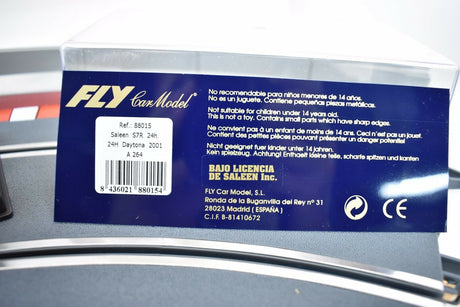 FLY Car Model
Ref.: 88015
Saleen S7R 24h
24H Daytona 2001
A 264
8 436021 880154
No recomendable para niños menores de 14 años.
No es un juguete. Contiene pequeñas piezas metálicas.
Not suitable for children under 14 years old.
This is not a toy. Contains small parts which have sharp edges.
Ne convient pas à un enfant de moins de 14 ans. Ce n'est pas un jouet.
Contient des petites pièces pouvant présenter un danger potentiel
Nicht geeignet fuer kinder unter 14 jahren.
Kein spielzeug. Achtung! Enthaelt kleine teile, scharfe spitzen und kanten
BAJO LICENCIA
DE SALEEN Inc.
FLY Car Model, S.L.
Ronda de la Buganvilla del Rey nº 31
28023 Madrid ( ESPAÑA )
C.I.F. B-81410672
CE